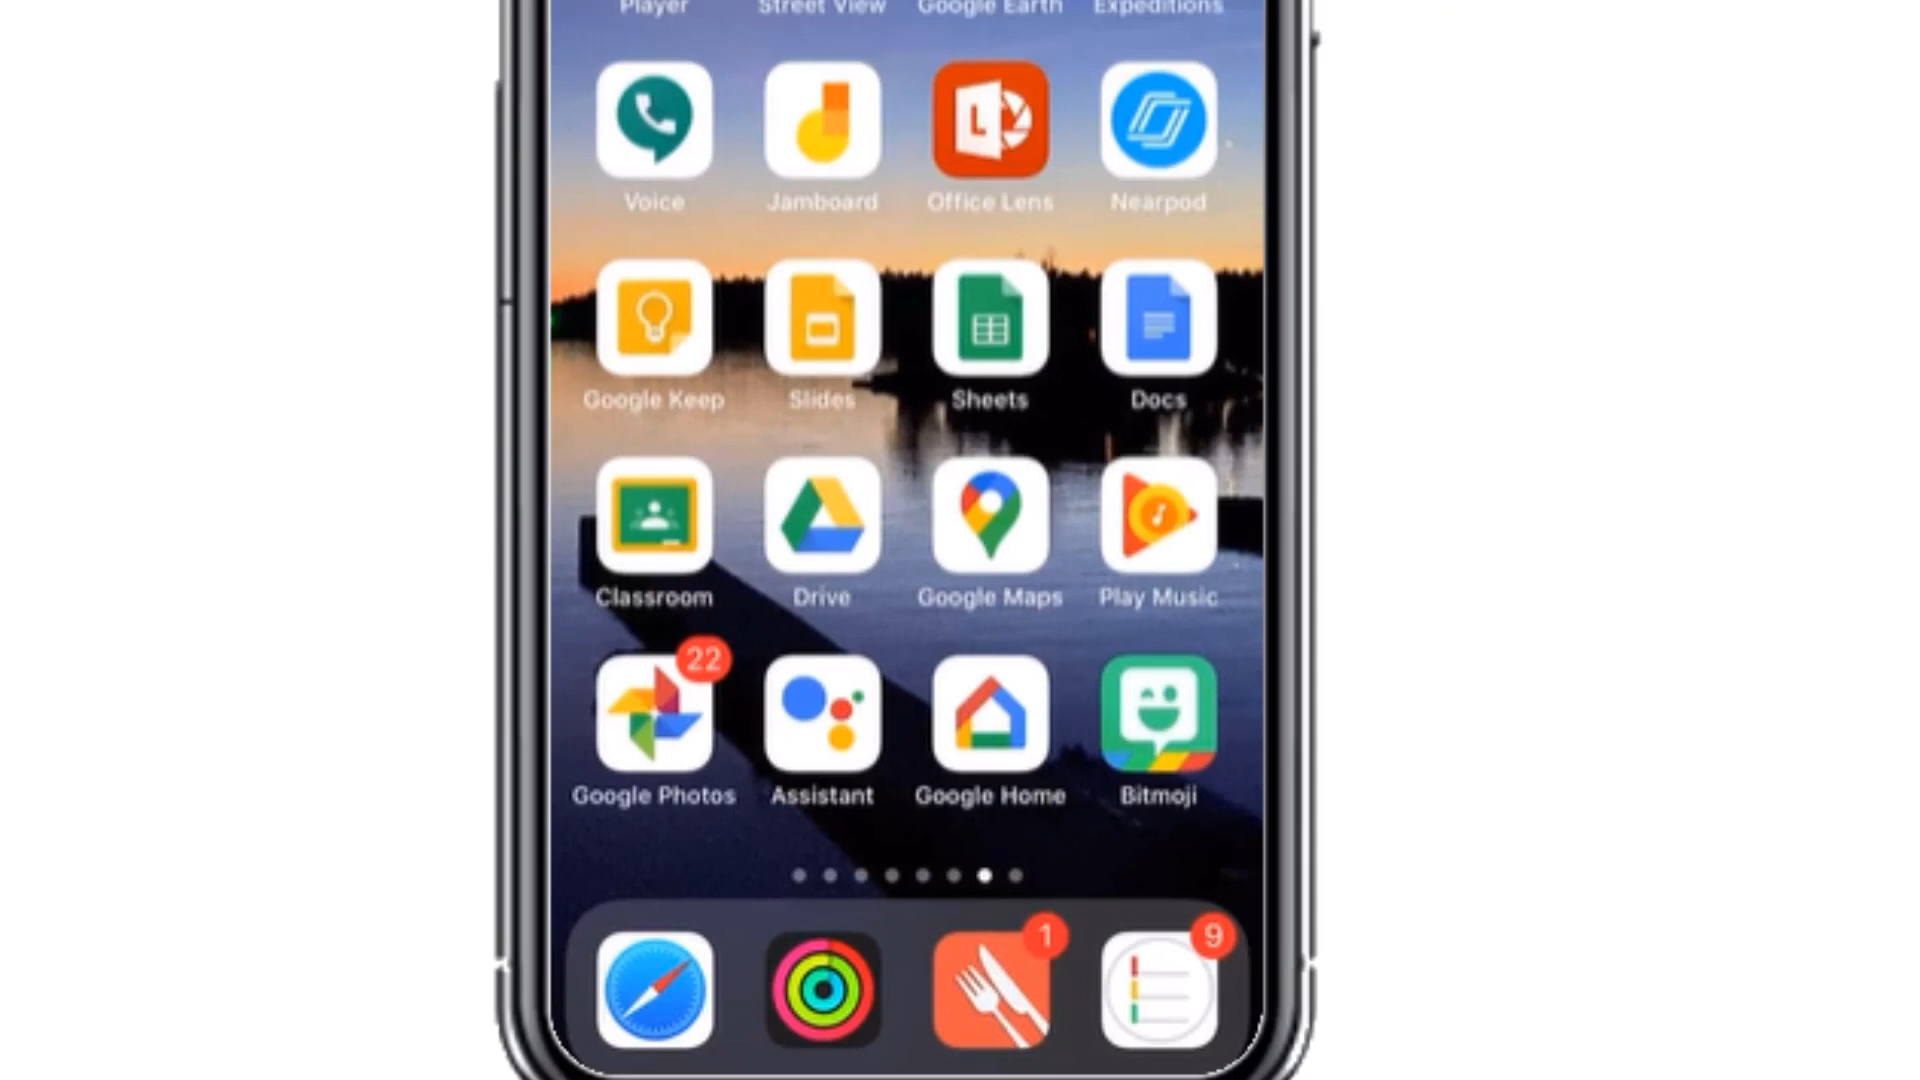 Player Street View Google Earth Expeditions
L
Voice Jamboard Office Lens Nearpod
Google Keep Slides Sheets Docs
Classroom Drive Google Maps Play Music
22
Google Photos Assistant Google Home Bitmoji
1 9